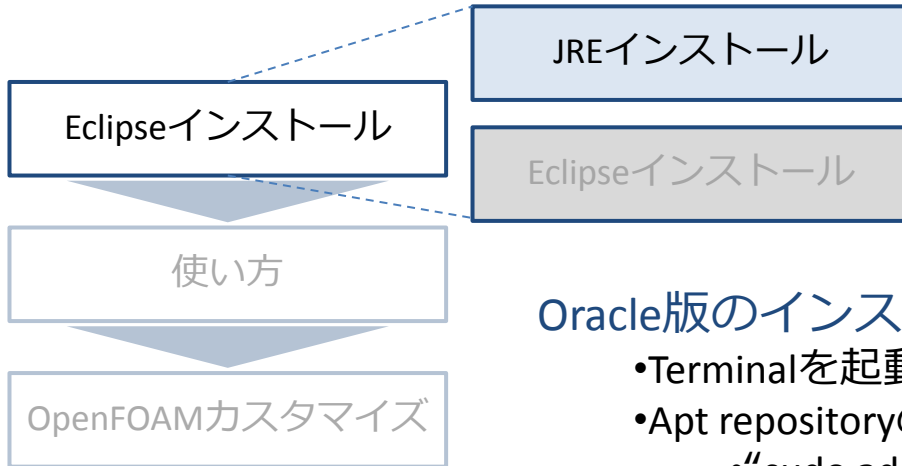 JREインストール
Eclipseインストール
Eclipseインストール
使い方
OpenFOAMカスタマイズ
Oracle版のインス
•Terminalを起
•Apt repository